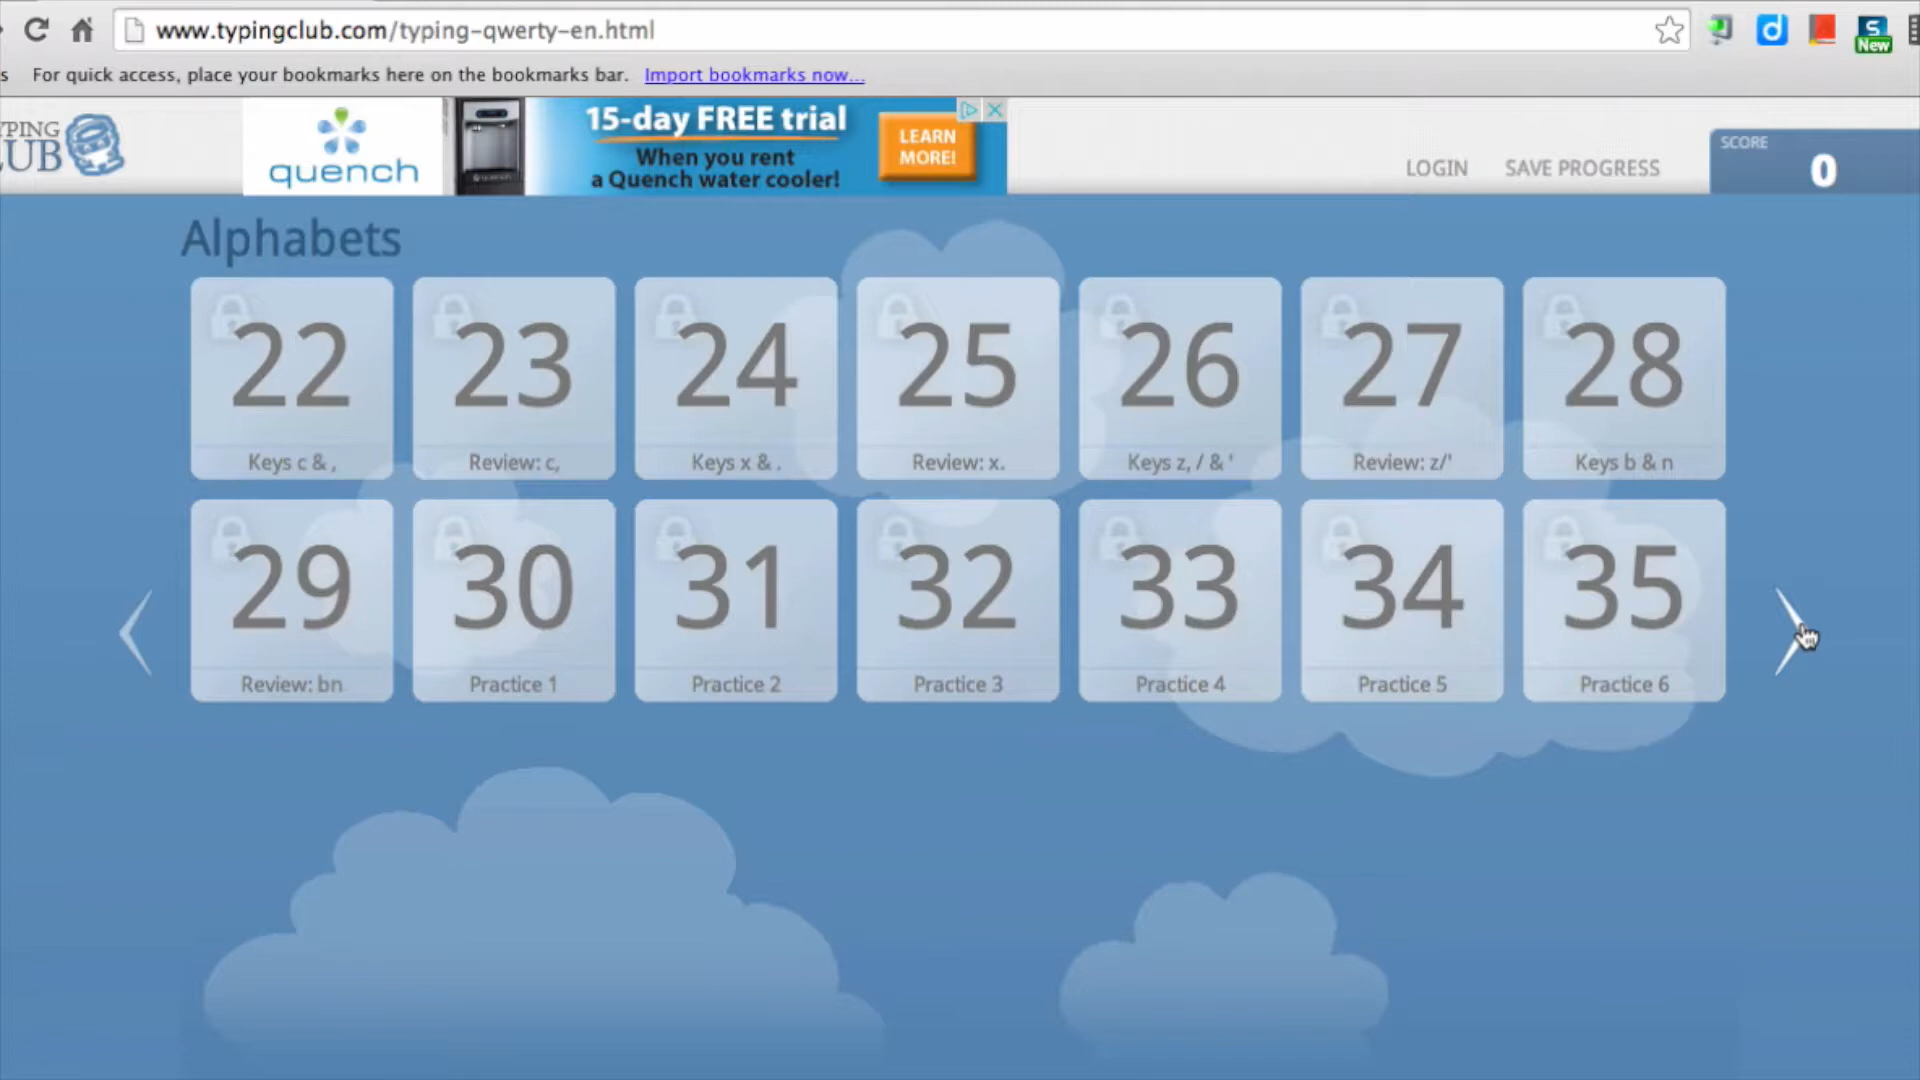 www.typingclub.com/typing-qwerty-en.html
S
New
s For quick access, place your bookmarks here on the bookmarks bar. Import bookmarks now...
YPING
LUB
quench
15-day FREE trial
When you rent
a Quench water cooler!
LEARN
MORE!
LOGIN SAVE PROGRESS
SCORE
0
Alphabets
22 23 24 25 26 27 28
Keys c & , Review: c, Keys x & . Review: x. Keys z, / & ' Review: z/' Keys b & n
29 30 31 32 33 34 35
Review: bn Practice 1 Practice 2 Practice 3 Practice 4 Practice 5 Practice 6